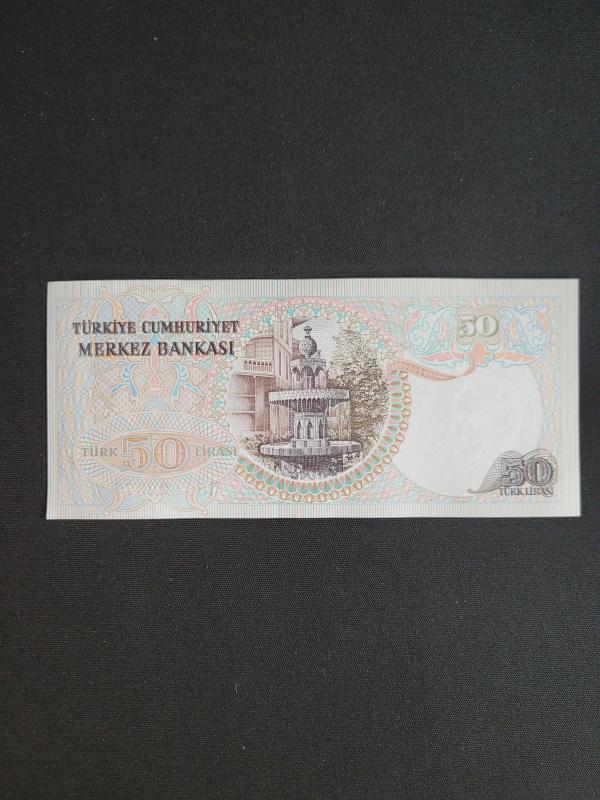 TÜRKİYE CUMHURİYET
MERKEZ BANKASI
50
TÜRK 50 LİRASI
50
TÜRK LİRASI